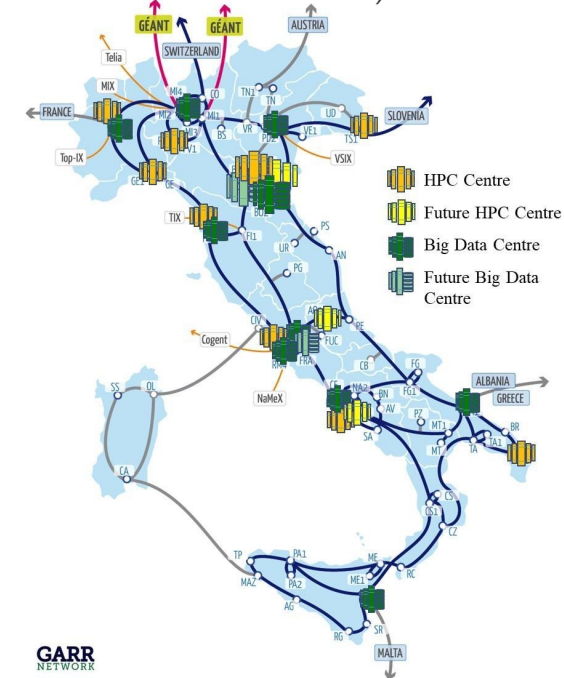 GÉANT
GÉANT
AUSTRIA
SWITZERLAND
Telia
MIX
MI4
CO
TN1
TN
FRANCE
MI2
MI1
MI3
BS
VR
PD2
VE1
UD
TS1
SLOVENIA
Top-IX
VSIX
GE1
GE
HPC Centre
Future HPC Centre
Big Data Centre
Future Big Data
Centre
TIX
FI1
PS
UR
AN
PG
CIV
PE
Cogent
FUC
FRA
CB
NaMeX
FG
FG1
ALBANIA
GREECE
SS
OL
NA2
BN
AV
SA
PZ
MT1
MT
TA
TA1
BR
CA
CS
CS1
CZ
TP
PA1
MAZ
PA2
AG
ME
ME1
RC
RG
SR
MALTA
GARR
NETWORK